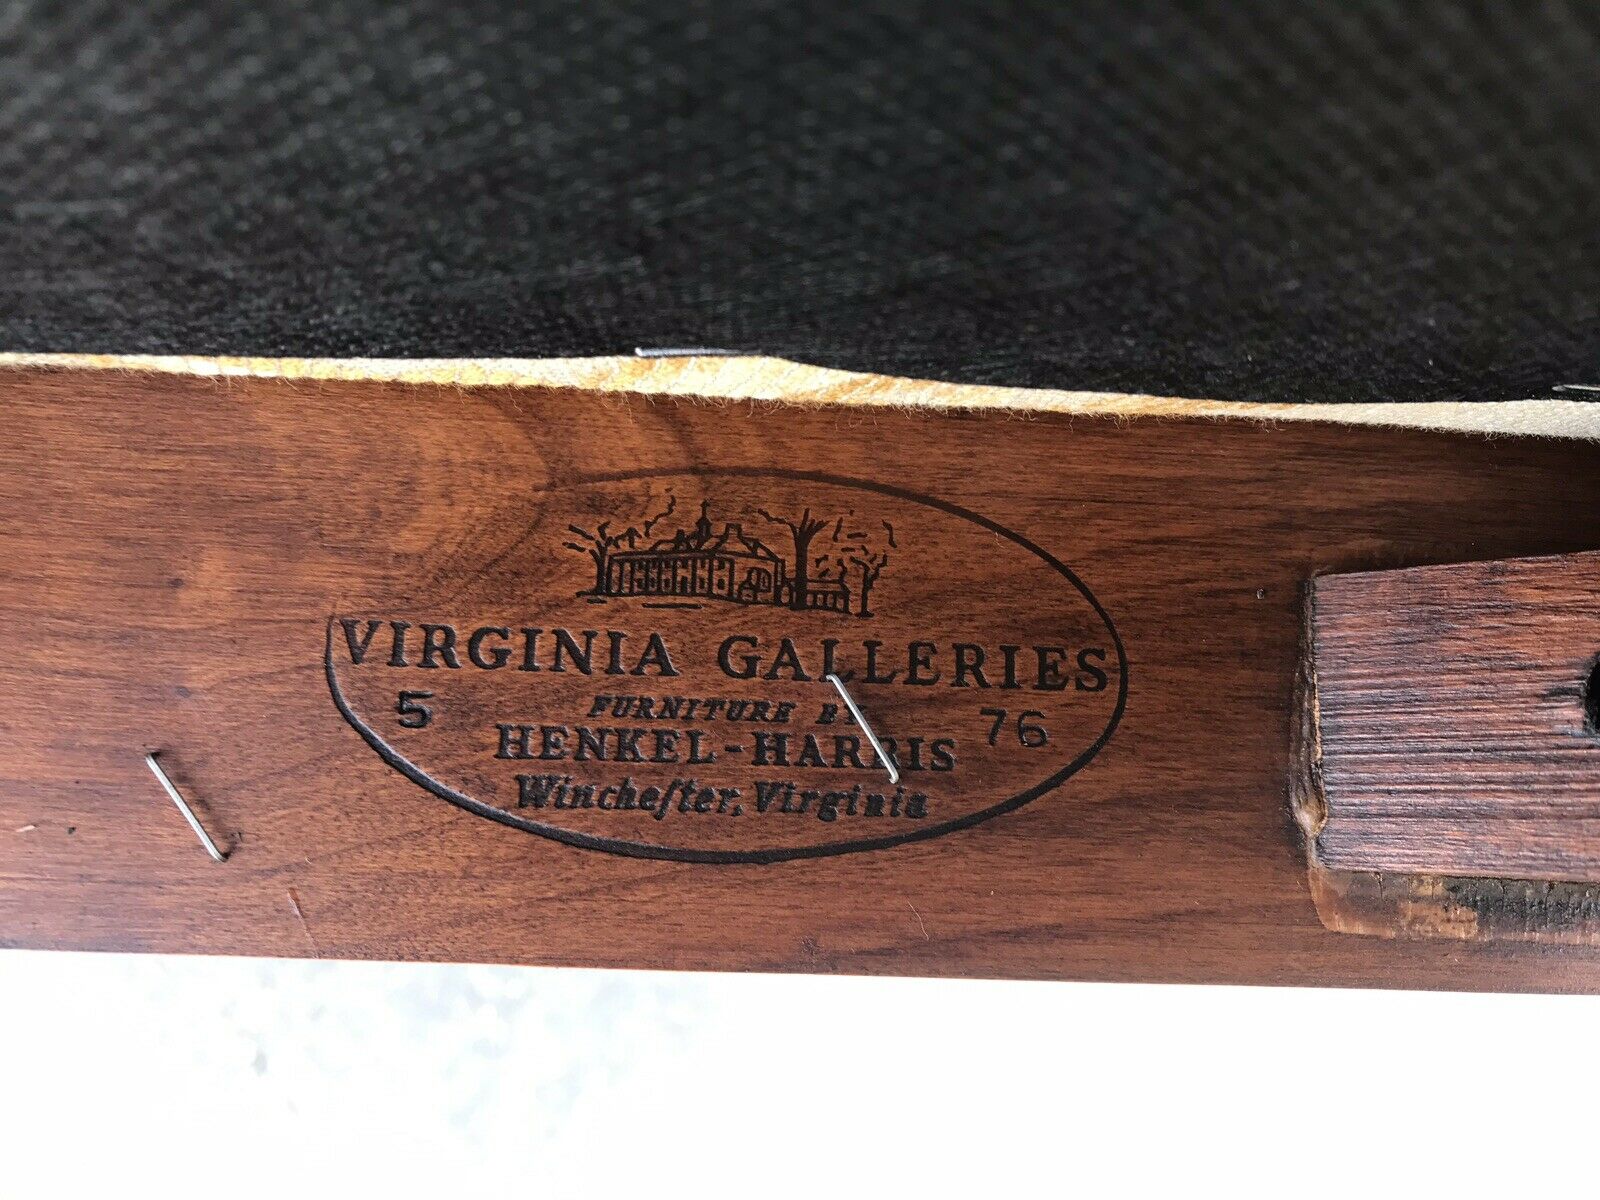 VIRGINIA GALLERIES
5 FURNITURE BY 76
HENKEL-HARRIS
Wincheſter, Virginia